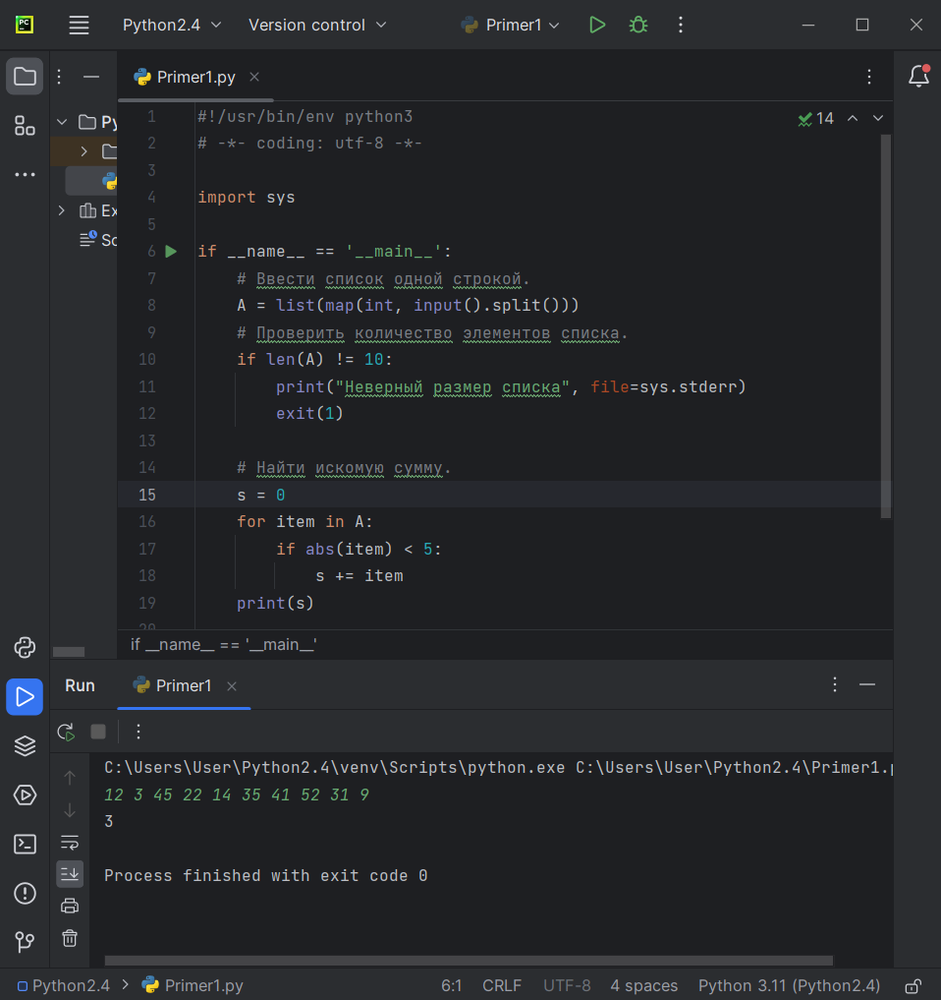 PC Python2.4 Version control Primer1
Py Primer1.py
1 #!/usr/bin/env python3 14
2 # -*- coding: utf-8 -*-
3
4 import sys
5
6 if __name__ == '__main__':
7 # Ввести список одной строкой.
8 A = list(map(int, input().split()))
9 # Проверить количество элементов списка.
10 if len(A) != 10:
11 print("Неверный размер списка", file=sys.stderr)
12 exit(1)
13
14 # Найти искомую сумму.
15 s = 0
16 for item in A:
17 if abs(item) < 5:
18 s += item
19 print(s)
20
Ex
Sc
if __name__ == '__main__'
Run Primer1
C:\Users\User\Python2.4\venv\Scripts\python.exe C:\Users\User\Python2.4\Primer1.p
12 3 45 22 14 35 41 52 31 9
3
Process finished with exit code 0
Python2.4 > Primer1.py 6:1 CRLF UTF-8 4 spaces Python 3.11 (Python2.4)